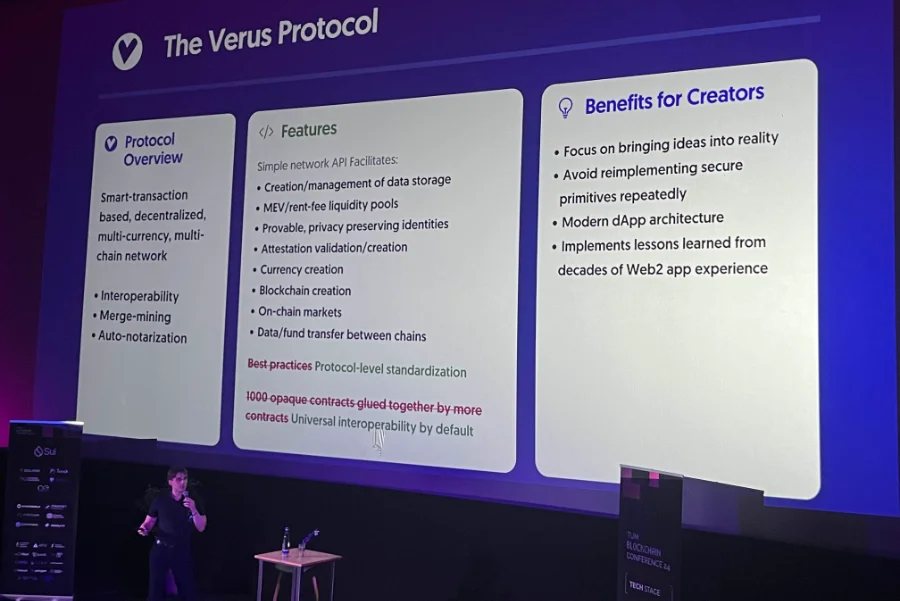 The Verus Protocol
Protocol
Overview
Smart-transaction
based, decentralized,
multi-currency, multi-
chain network
• Interoperability
• Merge-mining
• Auto-notarization
</> Features
Simple network API Facilitates:
• Creation/management of data storage
• MEV/rent-fee liquidity pools
• Provable, privacy preserving identities
• Attestation validation/creation
• Currency creation
• Blockchain creation
• On-chain markets
• Data/fund transfer between chains
Best practices Protocol-level standardization
1000 opaque contracts glued together by more
contracts Universal interoperability by default
Benefits for Creators
• Focus on bringing ideas into reality
• Avoid reimplementing secure
primitives repeatedly
• Modern dApp architecture
• Implements lessons learned from
decades of Web2 app experience
Sui
TUM
BLOCKCHAIN
CONFERENCE
TECH STAGE